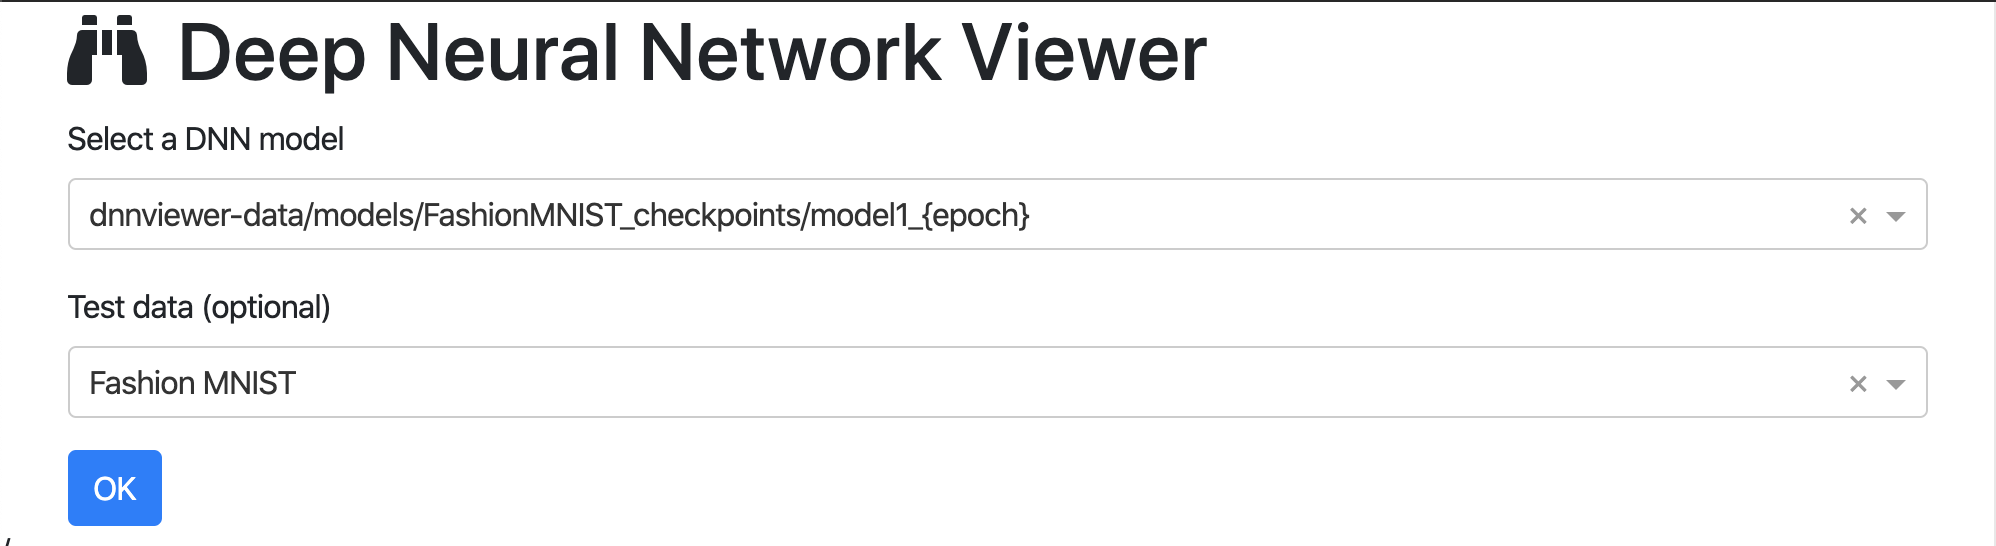 Deep Neural Network Viewer
Select a DNN model
dnnviewer-data/models/FashionMNIST_checkpoints/model1_{epoch}
Test data (optional)
Fashion MNIST
OK
/